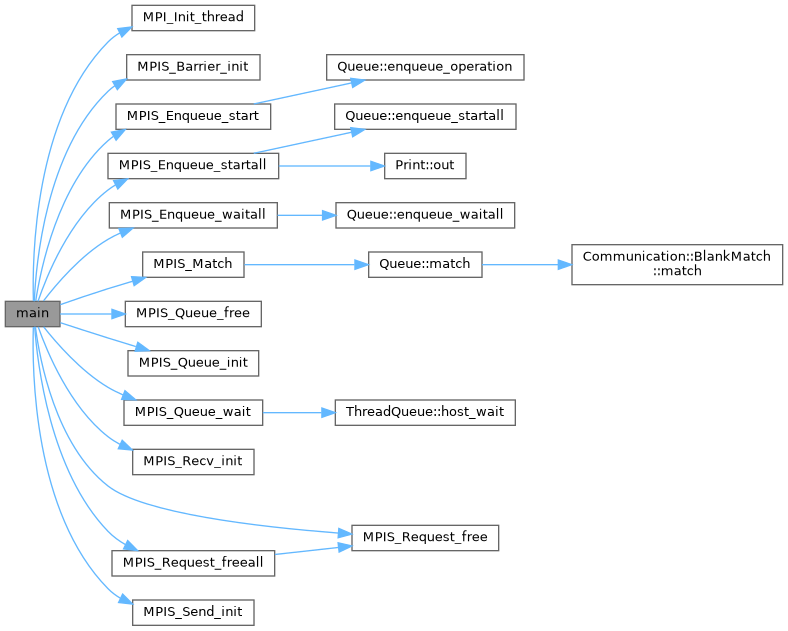 MPI_Init_thread
MPIS_Barrier_init
Queue::enqueue_operation
MPIS_Enqueue_start
Queue::enqueue_startall
MPIS_Enqueue_startall
Print::out
MPIS_Enqueue_waitall
Queue::enqueue_waitall
MPIS_Match
Queue::match
Communication::BlankMatch
::match
main
MPIS_Queue_free
MPIS_Queue_init
MPIS_Queue_wait
ThreadQueue::host_wait
MPIS_Recv_init
MPIS_Request_free
MPIS_Request_freeall
MPIS_Send_init